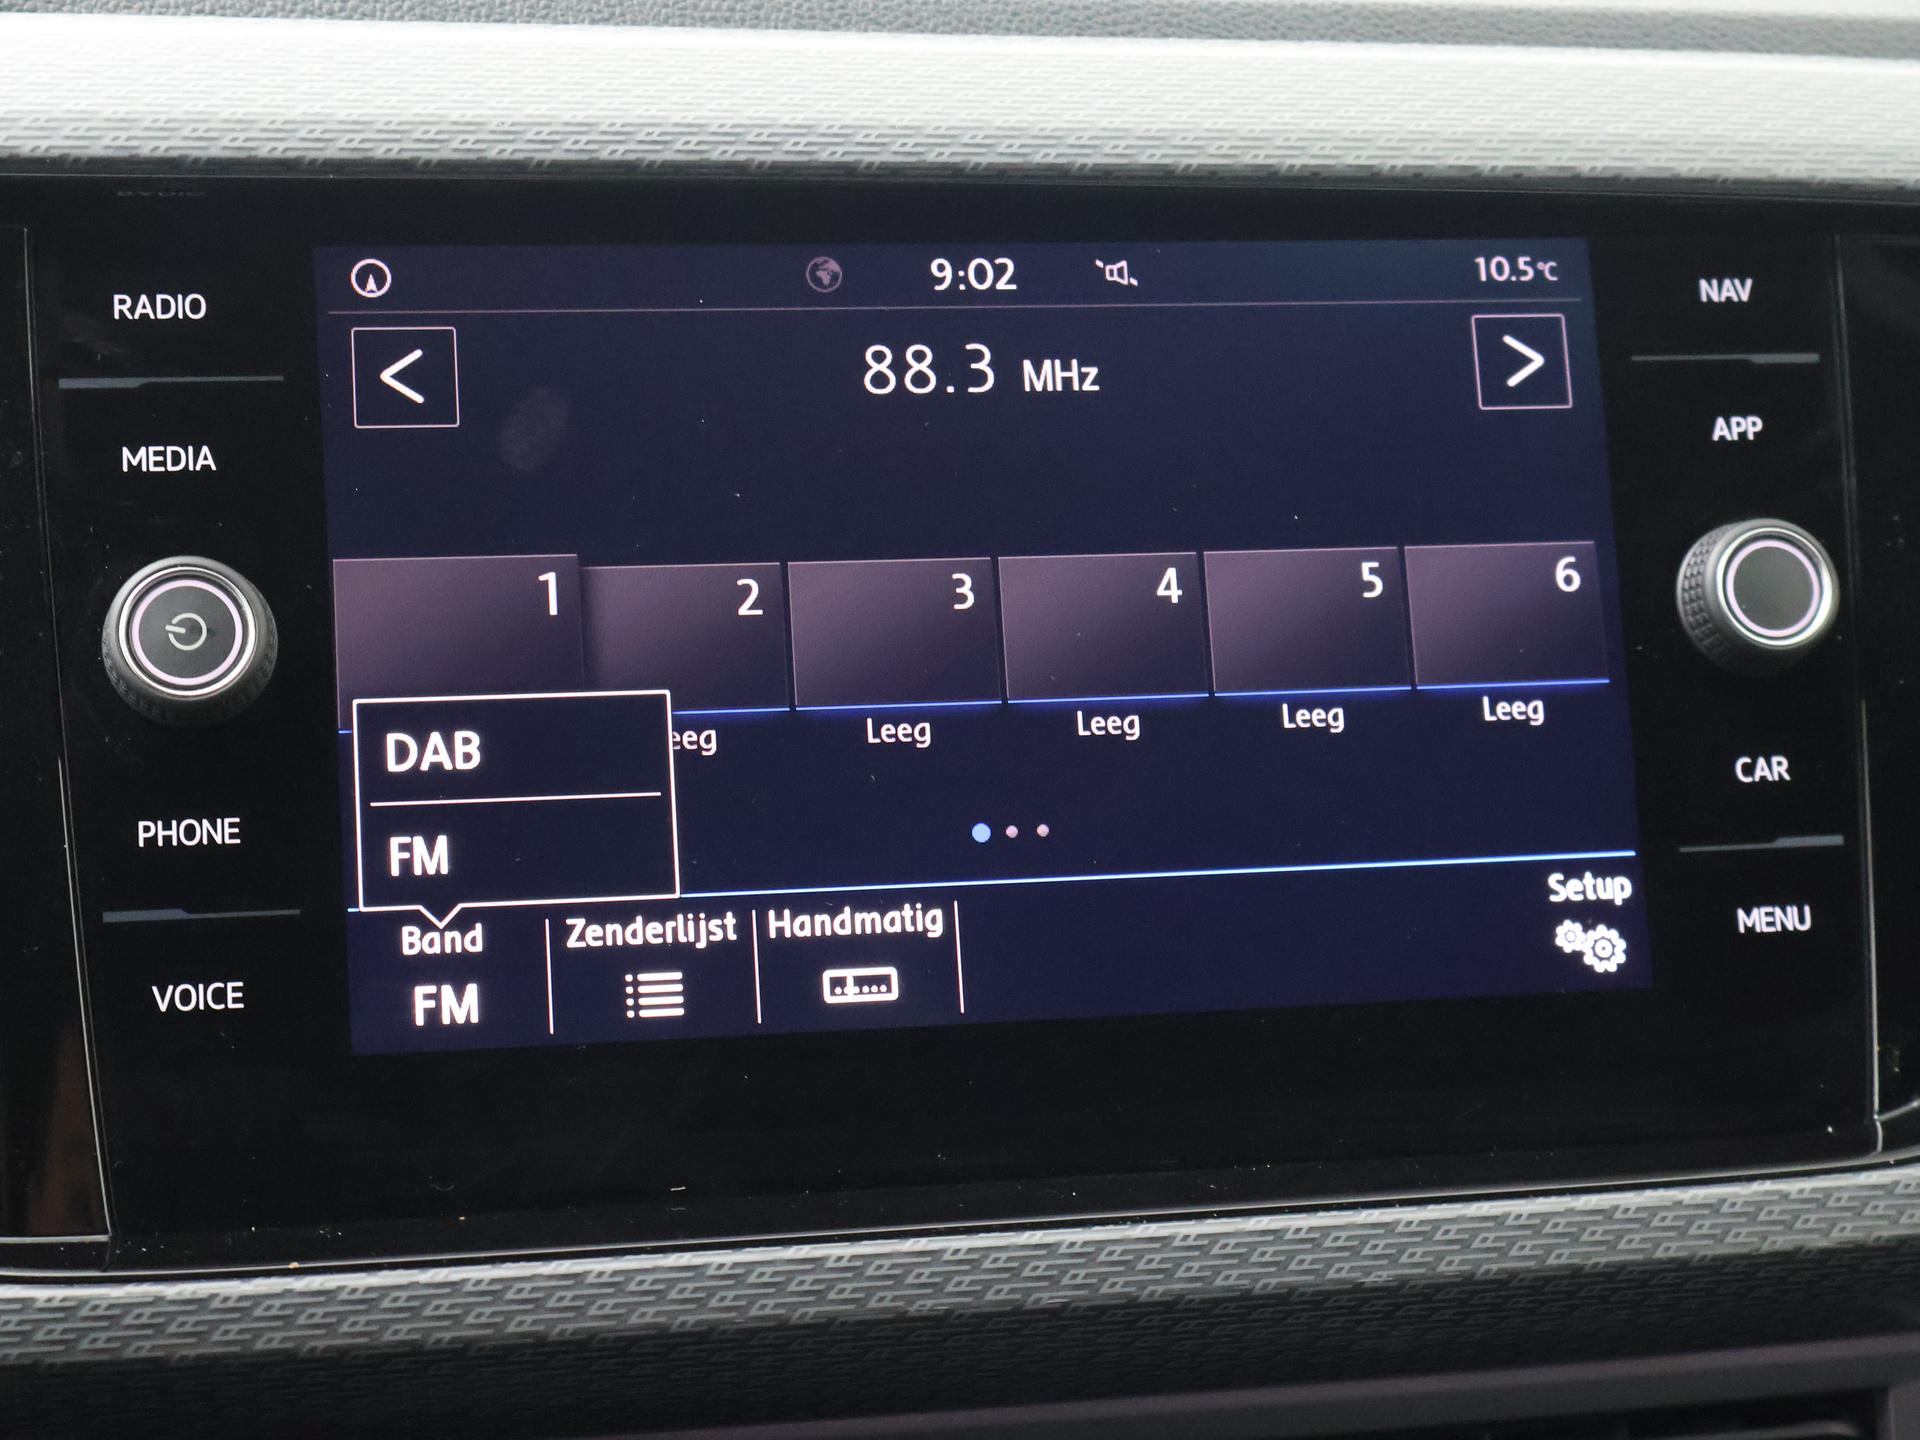 RADIO
MEDIA
PHONE
VOICE
9:02
10.5°C
<
88.3 MHz
>
1
2
3
4
5
6
eeg
Leeg
Leeg
Leeg
Leeg
DAB
FM
Band
FM
Zenderlijst
Handmatig
Setup
NAV
APP
CAR
MENU